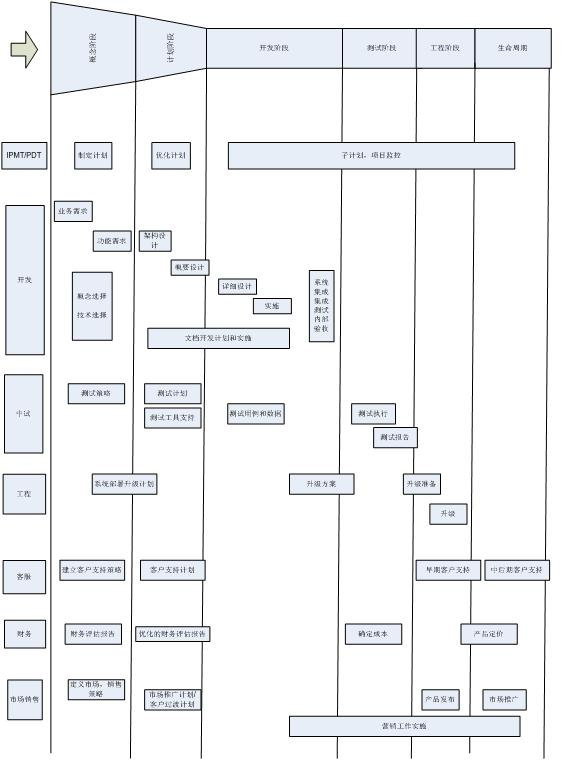 概念阶段
计划阶段
开发阶段
测试阶段
工程阶段
生命周期
IPMT/PDT
制定计划
优化计划
子计划，项目监控
开发
业务需求
功能需求
架构设
计
概要设计
概念选择
技术选择
详细设计
实施
系统
集成
集成
测试
内部
验收
文档开发计划和实施
中试
测试策略
测试计划
测试工具支持
测试用例和数据
测试执行
测试报告
工程
系统部署升级计划
升级方案
升级准备
升级
客服
建立客户支持策略
客户支持计划
早期客户支持
中后期客户支持
财务
财务评估报告
优化的财务评估报告
确定成本
产品定价
市场销售
定义市场，销售
策略
市场推广计划/
客户过渡计划
产品发布
市场推广
营销工作实施